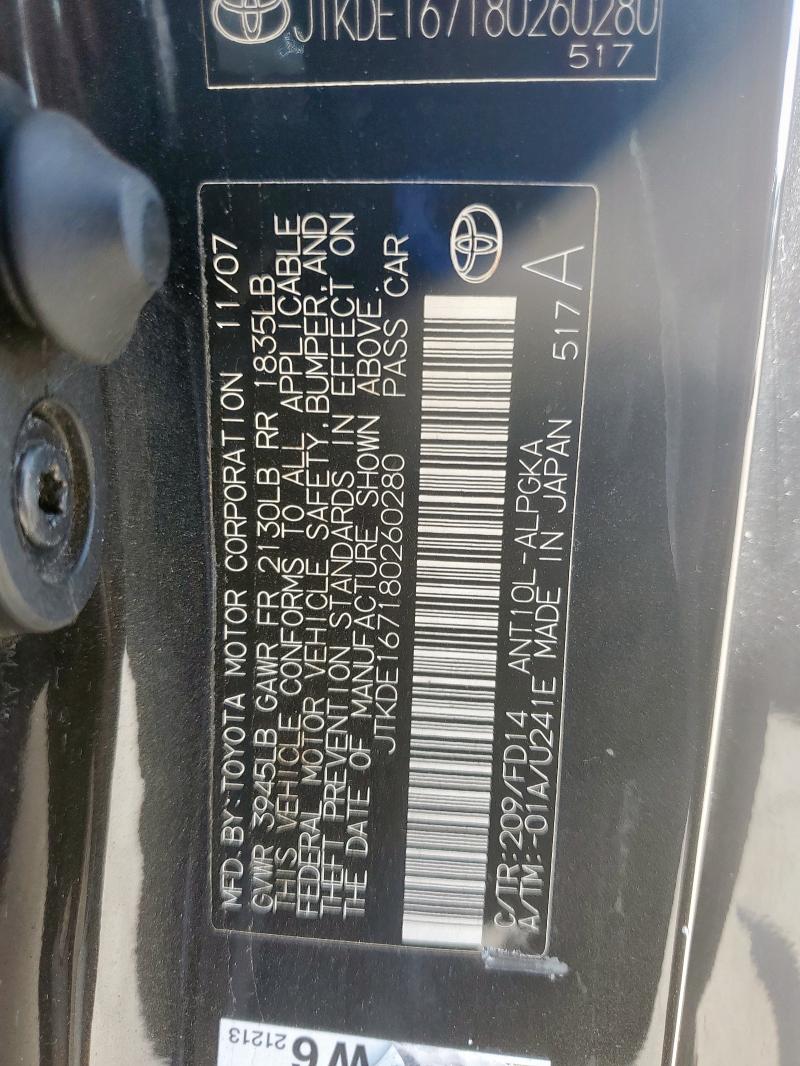 JTKDE167180260280
517
MFD. BY: TOYOTA MOTOR CORPORATION 11/07
GVWR 3945LB GAWR FR 2130LB RR 1835LB
THIS VEHICLE CONFORMS TO ALL APPLICABLE
FEDERAL MOTOR VEHICLE SAFETY, BUMPER, AND
THEFT PREVENTION STANDARDS IN EFFECT ON
THE DATE OF MANUFACTURE SHOWN ABOVE.
JTKDE167180260280 PASS CAR
C/TR:209/FD14 ANT10L-ALPGKA
A/TM:-01A/U241E MADE IN JAPAN 517 A
W6
21213